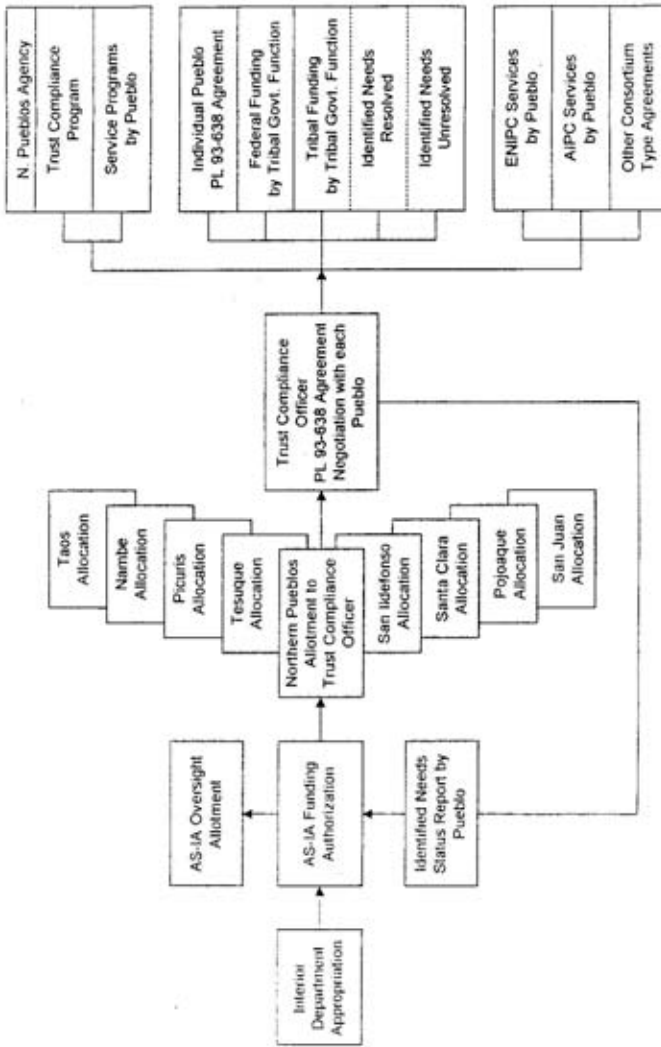 Interior
Department
Appropriation
AS-IA Oversight
Allotment
AS-IA Funding
Authorization
Identified Needs
Status Report by
Pueblo
Taos
Allocation
Nambe
Allocation
Picuris
Allocation
Tesuque
Allocation
Northern Pueblos
Allotment to
Trust Compliance
Officer
San Ildefonso
Allocation
Santa Clara
Allocation
Pojoaque
Allocation
San Juan
Allocation
Trust Compliance
Officer
PL 93-638 Agreement
Negotiation with each
Pueblo
N. Pueblos Agency
Trust Compliance
Program
Service Programs
by Pueblo
Individual Pueblo
PL 93-638 Agreement
Federal Funding
by Tribal Govt. Function
Tribal Funding
by Tribal Govt. Function
Identified Needs
Resolved
Identified Needs
Unresolved
ENIPC Services
by Pueblo
AIPC Services
by Pueblo
Other Consortium
Type Agreements